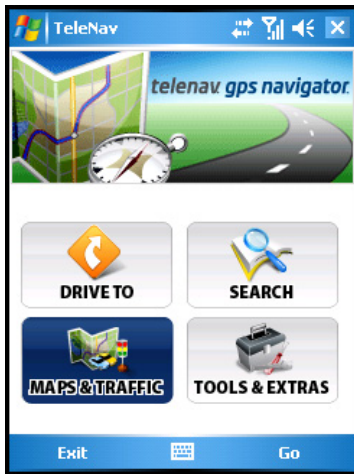 TeleNav
telenav gps navigator
DRIVE TO
SEARCH
MAPS & TRAFFIC
TOOLS & EXTRAS
Exit
Go